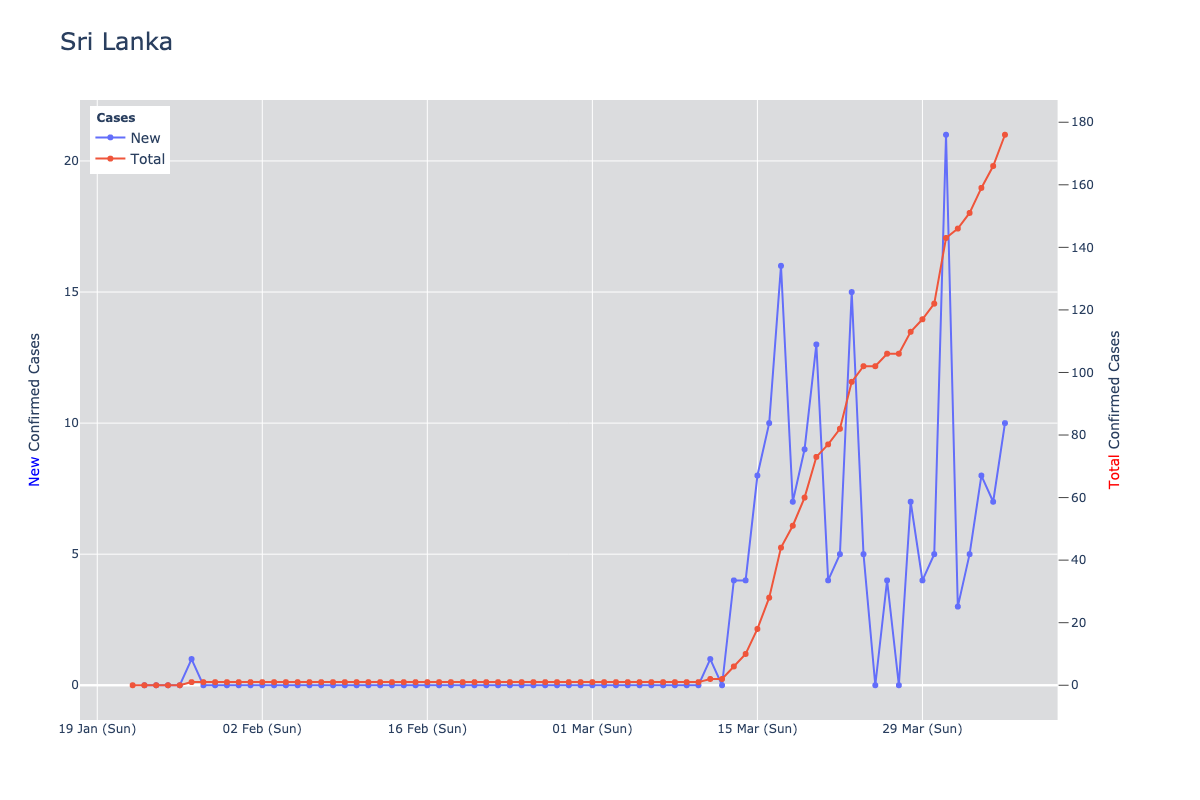 Sri Lanka
Cases
New
Total
20
15
10
5
0
180
160
140
120
100
80
60
40
20
0
New Confirmed Cases
Total Confirmed Cases
19 Jan (Sun)
02 Feb (Sun)
16 Feb (Sun)
01 Mar (Sun)
15 Mar (Sun)
29 Mar (Sun)